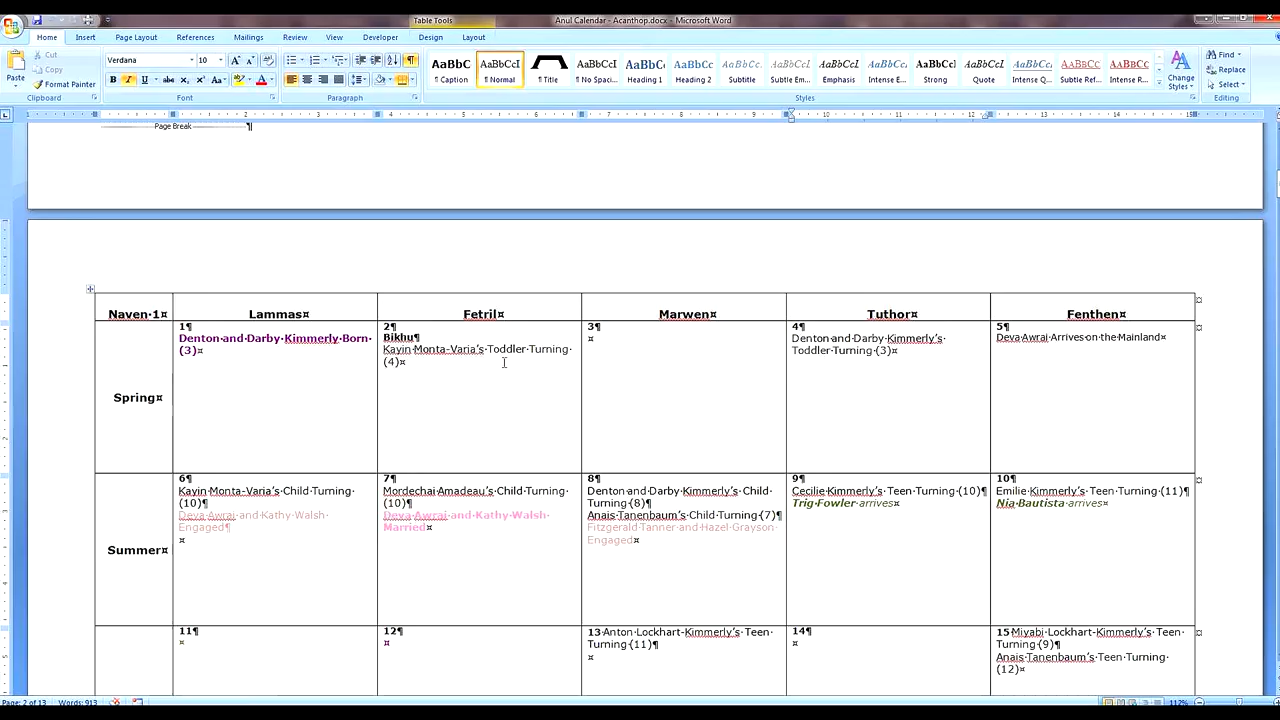 Table Tools
Anul Calendar - Acanthop.docx - Microsoft Word
Home Insert Page Layout References Mailings Review View Developer Design Layout
Paste
Cut
Copy
Format Painter
Clipboard
Verdana 10
B I U
Font
Paragraph
AaBbC AaBbCcI AaB AaBbCcI AaBbC AaBbCc AaBbCcL AaBbCcL AaBbCcL AaBbCcI AaBbCcl AaBbCcL AaBbCcI AaBbCcl
¶ Caption ¶ Normal ¶ Title ¶ No Spaci... Heading 1 Heading 2 Subtitle Subtle Em... Emphasis Intense E... Strong Quote Intense Q... Subtle Ref... Intense R...
Styles
Change Styles
Find
Replace
Select
Editing
Page Break ¶
Naven·1¤ Lammas¤ Fetril¤ Marwen¤ Tuthor¤ Fenthen¤
Spring¤
1¶
Denton·and·Darby·Kimmerly·Born·
(3)¤
2¶
Bikhu¶
Kayin·Monta-Varia's·Toddler·Turning·
(4)¤
3¶
¤
4¶
Denton·and·Darby·Kimmerly's·
Toddler·Turning·(3)¤
5¶
Deva·Awrai·Arrives·on·the·Mainland¤
Summer¤
6¶
Kayin·Monta-Varia's·Child·Turning·
(10)¶
Deva·Awrai·and·Kathy·Walsh·
Engaged¶
¤
7¶
Mordechai·Amadeau's·Child·Turning·
(10)¶
Deva·Awrai·and·Kathy·Walsh·
Married¤
8¶
Denton·and·Darby·Kimmerly's·Child·
Turning·(8)¶
Anais·Tanenbaum's·Child·Turning·(7)¶
Fitzgerald·Tanner·and·Hazel·Grayson·
Engaged¤
9¶
Cecilie·Kimmerly's·Teen·Turning·(10)¶
Trig·Fowler·arrives¤
10¶
Emilie·Kimmerly's·Teen·Turning·(11)¶
Nia·Bautista·arrives¤
11¶
¤
12¶
¤
13·Anton·Lockhart-Kimmerly's·Teen·
Turning·(11)¶
¤
14¶
¤
15·Miyabi·Lockhart-Kimmerly's·Teen·
Turning·(9)¶
Anais·Tanenbaum's·Teen·Turning·
(12)¤
Page: 2 of 13 Words: 913 112%